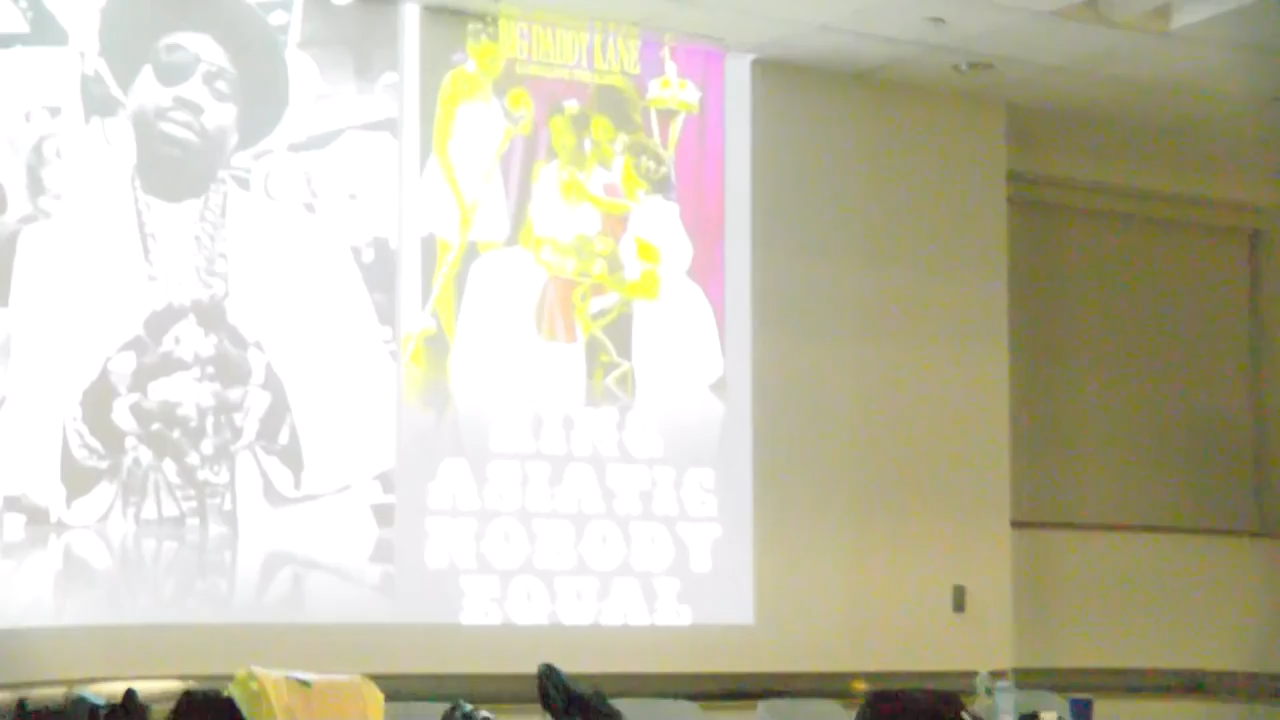 BIG DADDY KANE
KING
ASIATIC
NOBODY
EQUAL